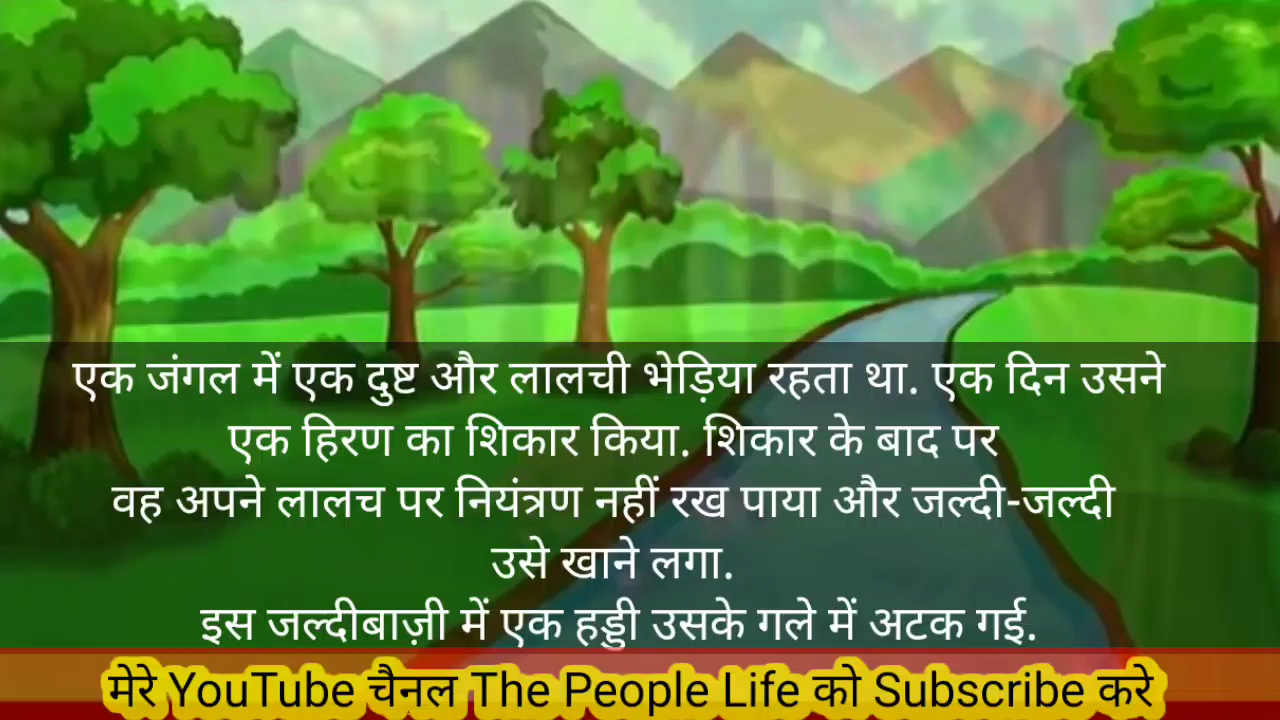 एक जंगल में एक दुष्ट और लालची भेड़िया रहता था. एक दिन उसने
एक हिरण का शिकार किया. शिकार के बाद पर
वह अपने लालच पर नियंत्रण नहीं रख पाया और जल्दी-जल्दी
उसे खाने लगा.
इस जल्दीबाज़ी में एक हड्डी उसके गले में अटक गई.
मेरे YouTube चैनल The People Life को Subscribe करे